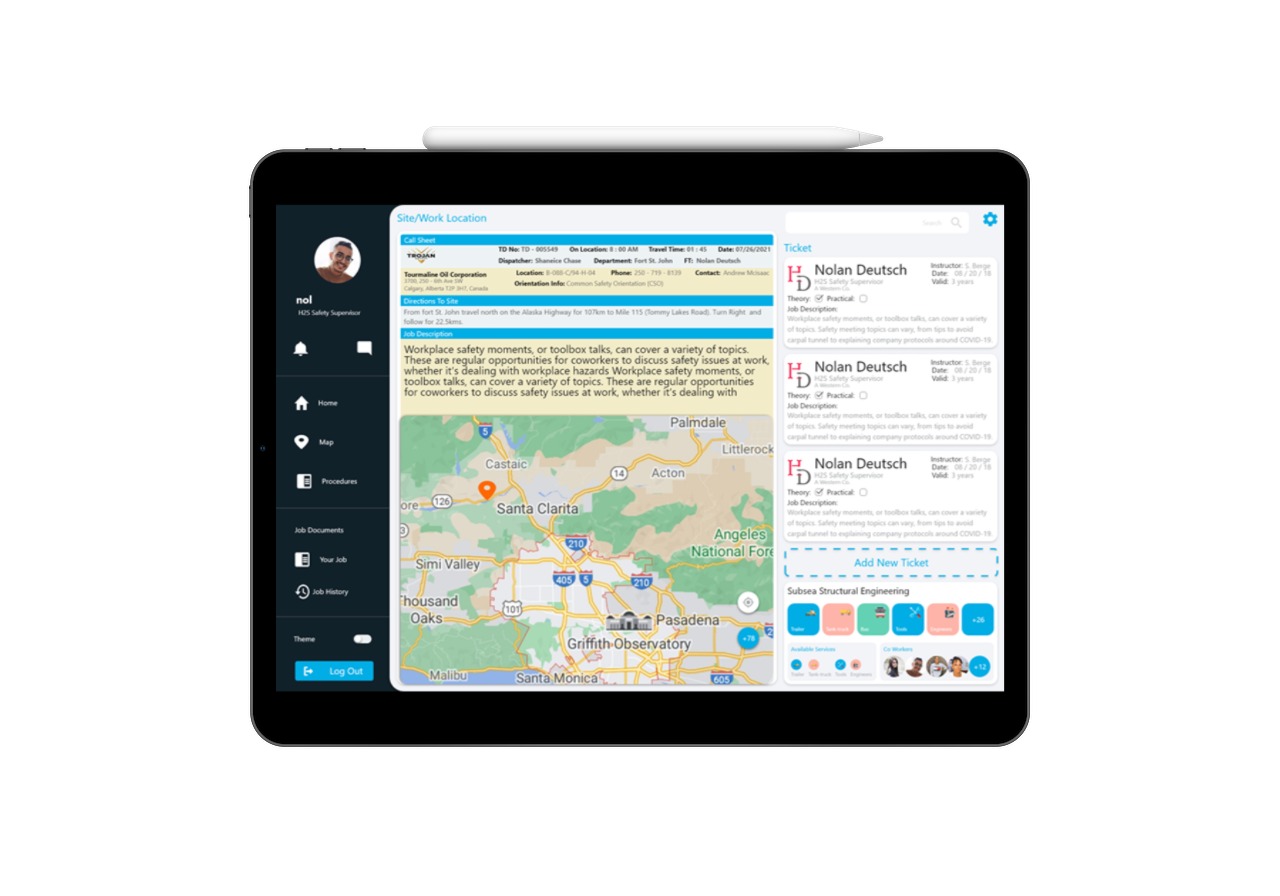 nol
H2S Safety Supervisor
Home
Map
Procedures
Job Documents
Your Job
Job History
Theme
Log Out
Site/Work Location
Call Sheet
TROJAN
TD No: TD - 005549 On Location: 8 : 00 AM Travel Time: 01 : 45 Date: 07/26/2021
Dispatcher: Shaneice Chase Department: Fort St. John FT: Nolan Deutsch
Tourmaline Oil Corporation
3700, 250 - 6th Ave SW
Calgary, Alberta T2P 3H7, Canada
Location: B-088-C/94-H-04 Phone: 250 - 719 - 8139 Contact: Andrew Mcisaac
Orientation Info: Common Safety Orientation (CSO)
Directions To Site
From fort St. John travel north on the Alaska Highway for 107km to Mile 115 (Tommy Lakes Road). Turn Right and
follow for 22.5kms.
Job Description
Workplace safety moments, or toolbox talks, can cover a variety of topics.
These are regular opportunities for coworkers to discuss safety issues at work,
whether it's dealing with workplace hazards Workplace safety moments, or
toolbox talks, can cover a variety of topics. These are regular opportunities
for coworkers to discuss safety issues at work, whether it's dealing with
Palmdale
5
Littlerock
Castaic
14
Acton
126
ore
Santa Clarita
3
Angeles
National Fore
210
Simi Valley
405
5
210
Thousand
Oaks
101
Pasadena
+78
Griffith Observatory
Malibu
Santa Monica
605
Search
Ticket
HD
Nolan Deutsch
H2S Safety Supervisor
A Western Co.
Instructor: S. Berge
Date: 08 / 20 / 18
Valid: 3 years
Theory: Practical:
Job Description:
Workplace safety moments, or toolbox talks, can cover a variety
of topics. Safety meeting topics can vary, from tips to avoid
carpal tunnel to explaining company protocols around COVID-19.
HD
Nolan Deutsch
H2S Safety Supervisor
A Western Co.
Instructor: S. Berge
Date: 08 / 20 / 18
Valid: 3 years
Theory: Practical:
Job Description:
Workplace safety moments, or toolbox talks, can cover a variety
of topics. Safety meeting topics can vary, from tips to avoid
carpal tunnel to explaining company protocols around COVID-19.
HD
Nolan Deutsch
H2S Safety Supervisor
A Western Co.
Instructor: S. Berge
Date: 08 / 20 / 18
Valid: 3 years
Theory: Practical:
Job Description:
Workplace safety moments, or toolbox talks, can cover a variety
of topics. Safety meeting topics can vary, from tips to avoid
carpal tunnel to explaining company protocols around COVID-19.
Add New Ticket
Subsea Structural Engineering
Trailer
Tank truck
Tools
Engineers
+26
Available Services
Trailer Tank truck Tools Engineers
Co Workers
+12